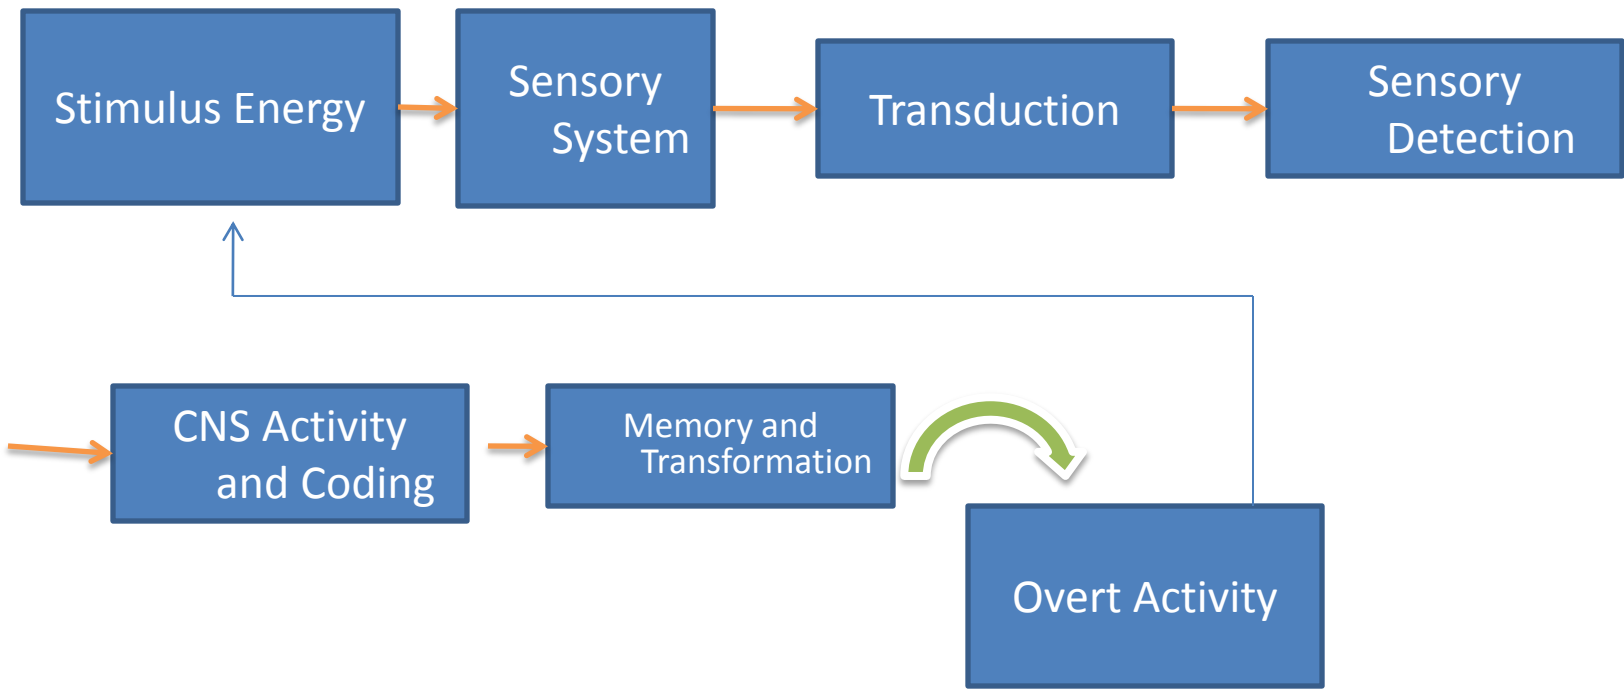 Stimulus Energy
Sensory
System
Transduction
Sensory
Detection
CNS Activity
and Coding
Memory and
Transformation
Overt Activity